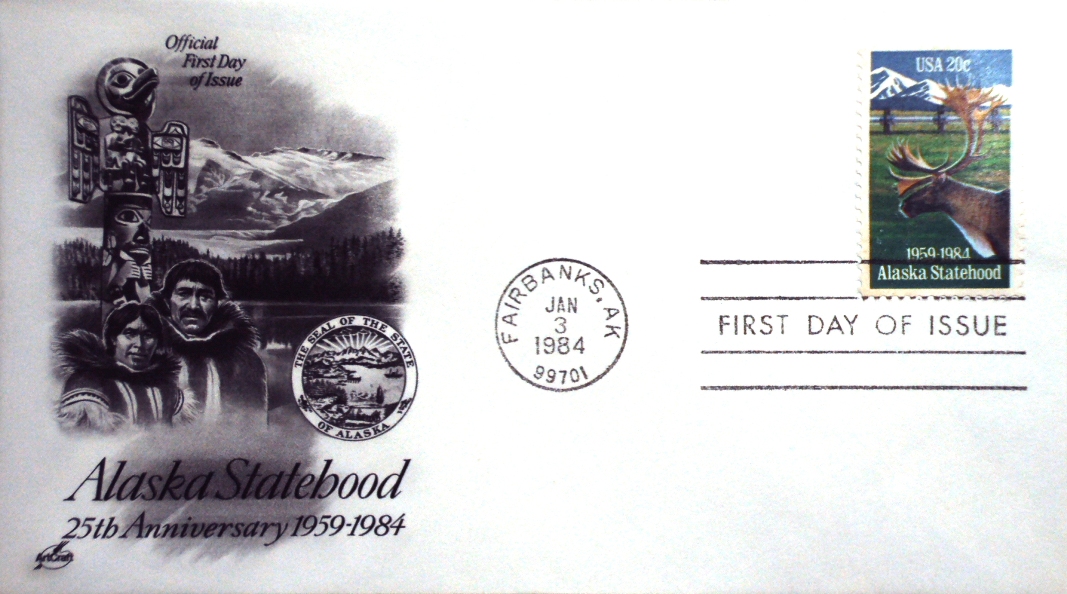 Official
First Day
of Issue
THE SEAL OF THE STATE
OF ALASKA
Alaska Statehood
25th Anniversary 1959-1984
ArtCraft
FAIRBANKS, AK
JAN
3
1984
99701
USA 20c
1959-1984
Alaska Statehood
FIRST DAY OF ISSUE